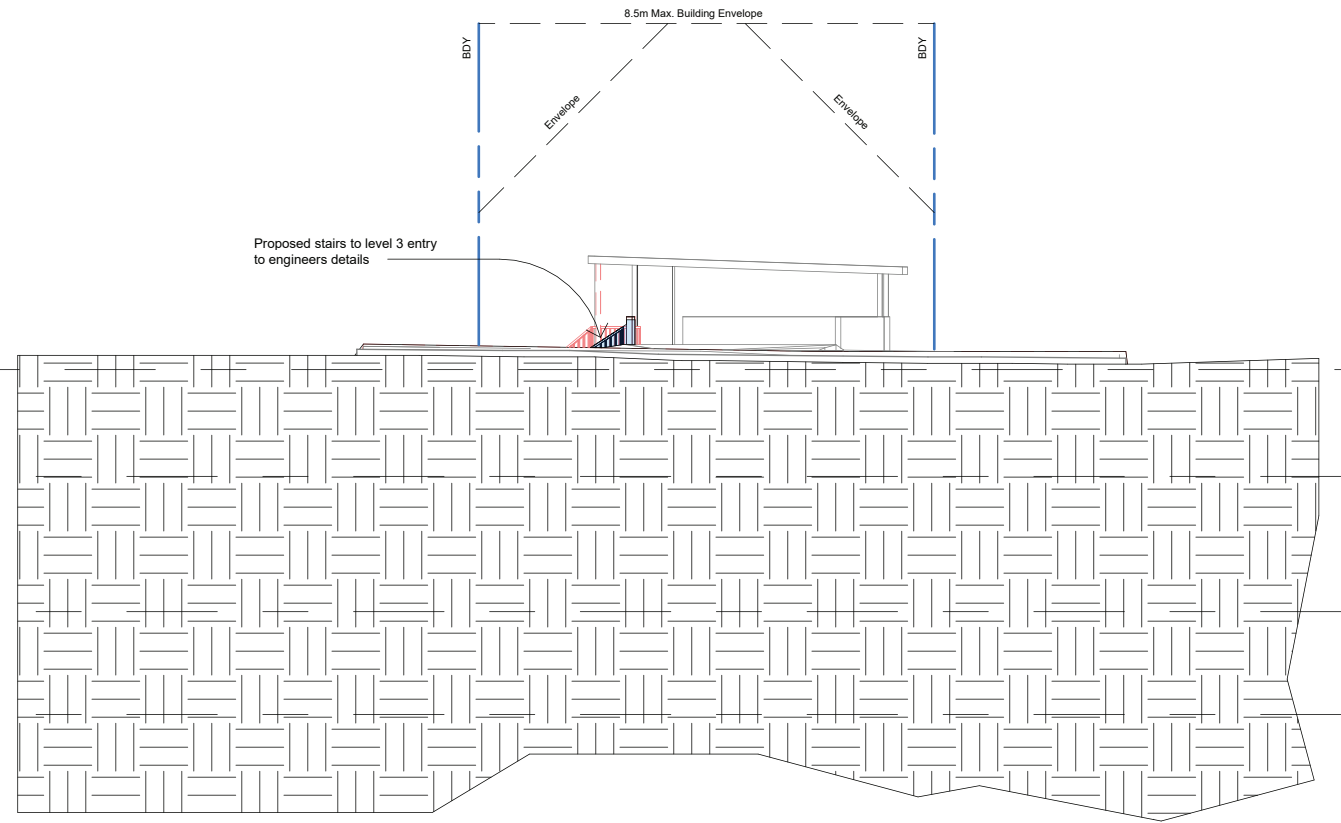 8.5m Max. Building Envelope
BDY
BDY
Envelope
Envelope
Proposed stairs to level 3 entry
to engineers details